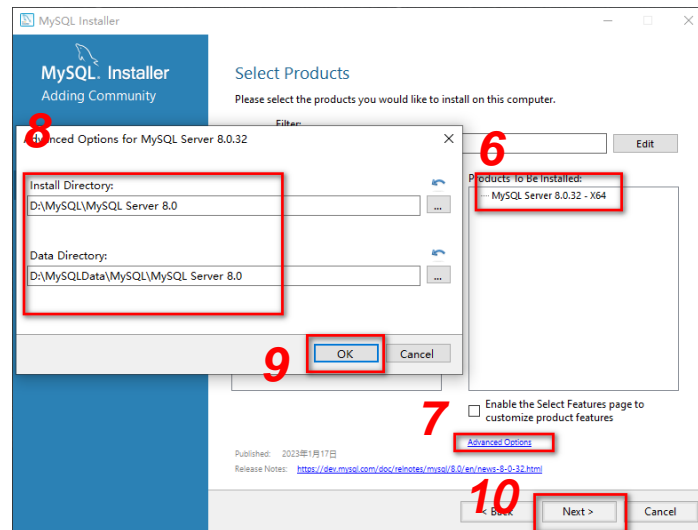 MySQL Installer
MySQL. Installer
Adding Community
Select Products
Please select the products you would like to install on this computer.
Filter:
Edit
8
Advanced Options for MySQL Server 8.0.32
Install Directory:
D:\MySQL\MySQL Server 8.0
...
Data Directory:
D:\MySQLData\MySQL\MySQL Server 8.0
...
9
OK
Cancel
6
Products To Be Installed:
MySQL Server 8.0.32 - X64
7
Enable the Select Features page to
customize product features
Advanced Options
Published: 2023年1月17日
Release Notes: https://dev.mysql.com/doc/relnotes/mysql/8.0/en/news-8-0-32.html
10
< Back
Next >
Cancel